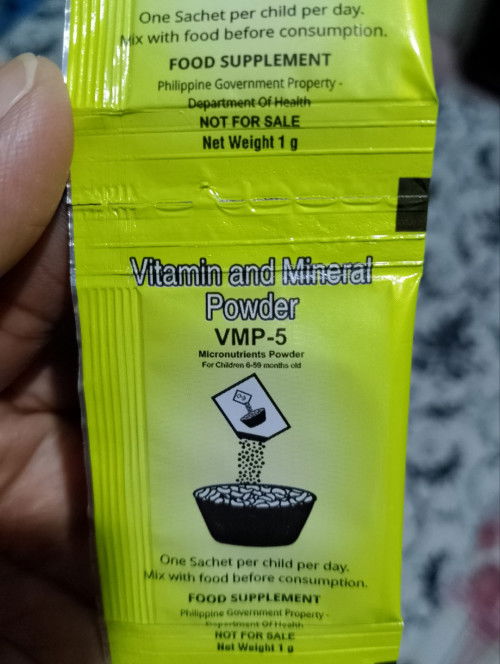 One Sachet per child per day.
Mix with food before consumption.
FOOD SUPPLEMENT
Philippine Government Property -
Department Of Health
NOT FOR SALE
Net Weight 1 g
Vitamin and Mineral
Powder
VMP-5
Micronutrients Powder
For Children 6-59 months old
One Sachet per child per day.
Mix with food before consumption.
FOOD SUPPLEMENT
Philippine Government Property -
Department Of Health
NOT FOR SALE
Net Weight 1 g